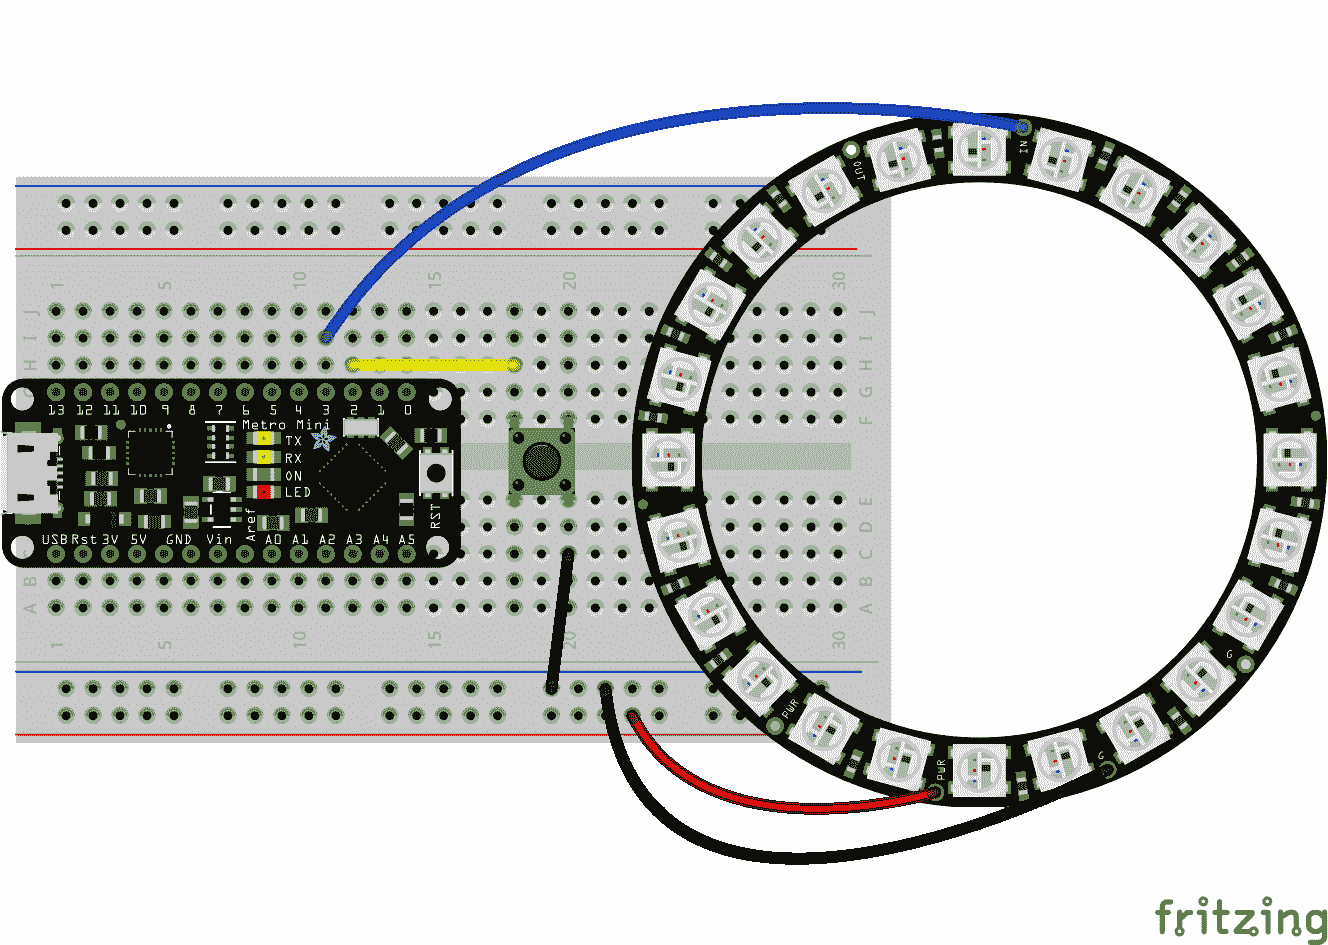 OUT
IN
1 5 10 15 20 30
J J
I I
H H
G G
13 12 11 10 9 8 7 6 5 4 3 2 1 0
F F
Metro Mini
TX
RX
ON
LED
E E
D D
USB Rst 3V 5V GND Vin Aref A0 A1 A2 A3 A4 A5 RST
C C
B B
A A
1 5 10 15 20 30
G
PWR
PWR
G
fritzing